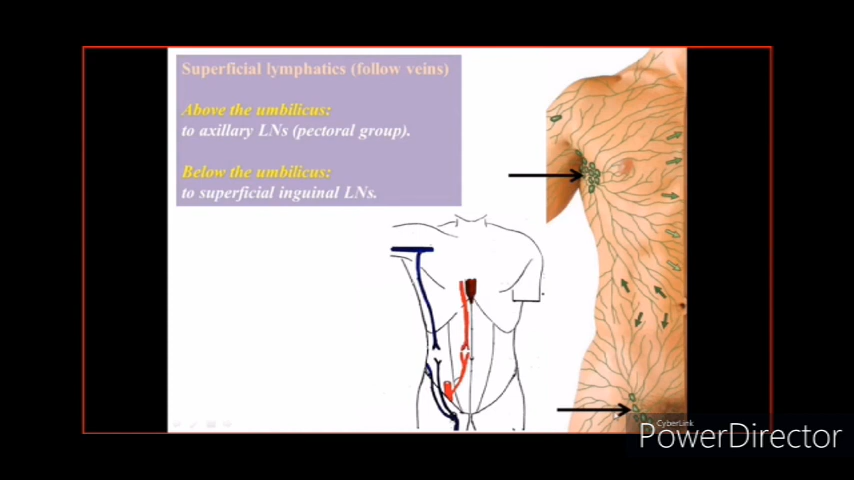 Superficial lymphatics (follow veins)
Above the umbilicus:
to axillary LNs (pectoral group).
Below the umbilicus:
to superficial inguinal LNs.
CyberLink
PowerDirector